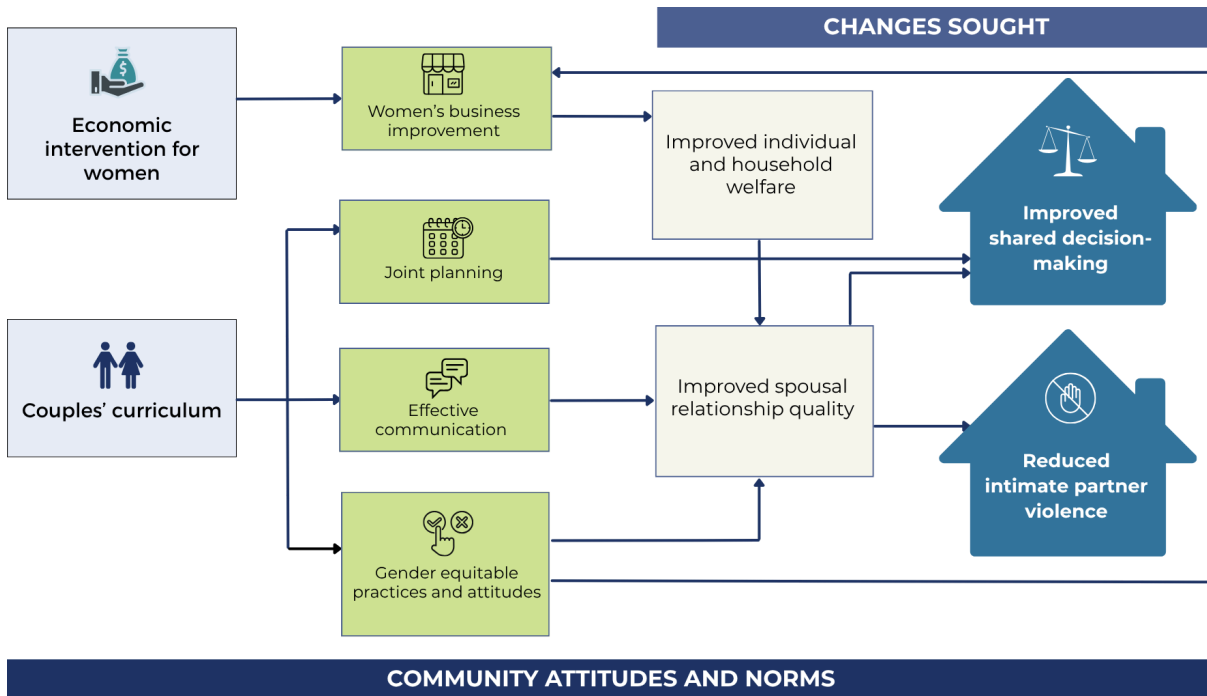 CHANGES SOUGHT
$
Economic
intervention for
women
Women's business
improvement
Improved individual
and household
welfare
Improved
shared decision-
making
Joint planning
Couples' curriculum
Effective
communication
Improved spousal
relationship quality
Reduced
intimate partner
violence
Gender equitable
practices and attitudes
COMMUNITY ATTITUDES AND NORMS